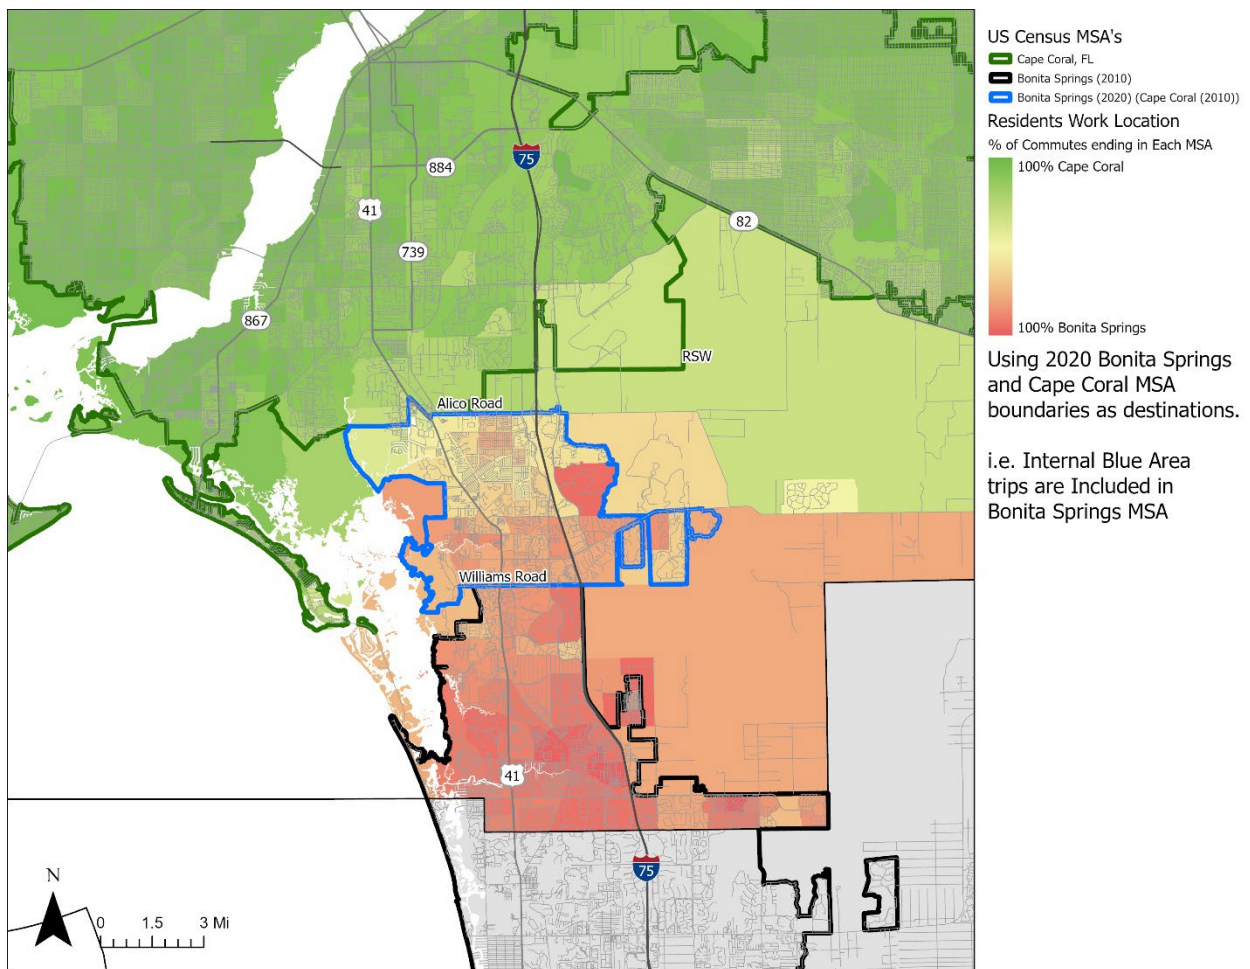 US Census MSA's
Cape Coral, FL
Bonita Springs (2010)
Bonita Springs (2020) (Cape Coral (2010))
Residents Work Location
% of Commutes ending in Each MSA
100% Cape Coral
100% Bonita Springs
Using 2020 Bonita Springs
and Cape Coral MSA
boundaries as destinations.
i.e. Internal Blue Area
trips are Included in
Bonita Springs MSA
75
884
41
82
739
867
RSW
Alico Road
Williams Road
41
75
N
0 1.5 3 Mi